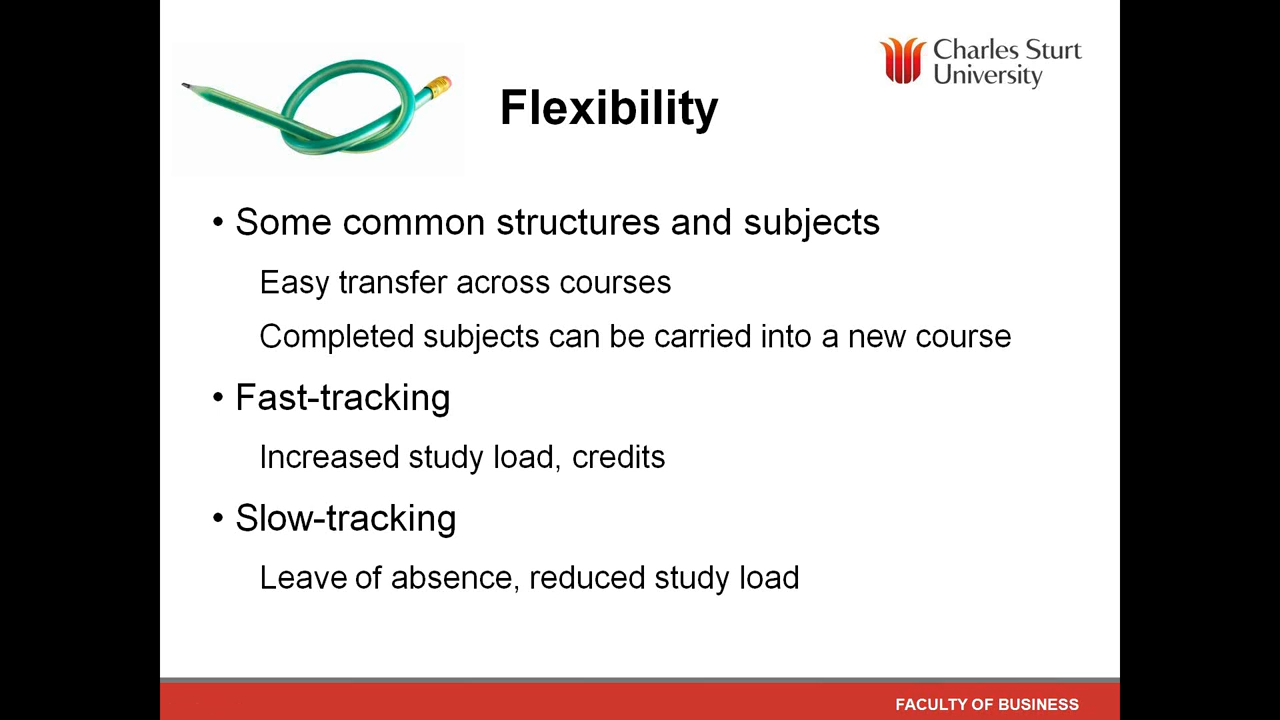 Charles Sturt
University
Flexibility
• Some common structures and subjects
Easy transfer across courses
Completed subjects can be carried into a new course
• Fast-tracking
Increased study load, credits
• Slow-tracking
Leave of absence, reduced study load
FACULTY OF BUSINESS